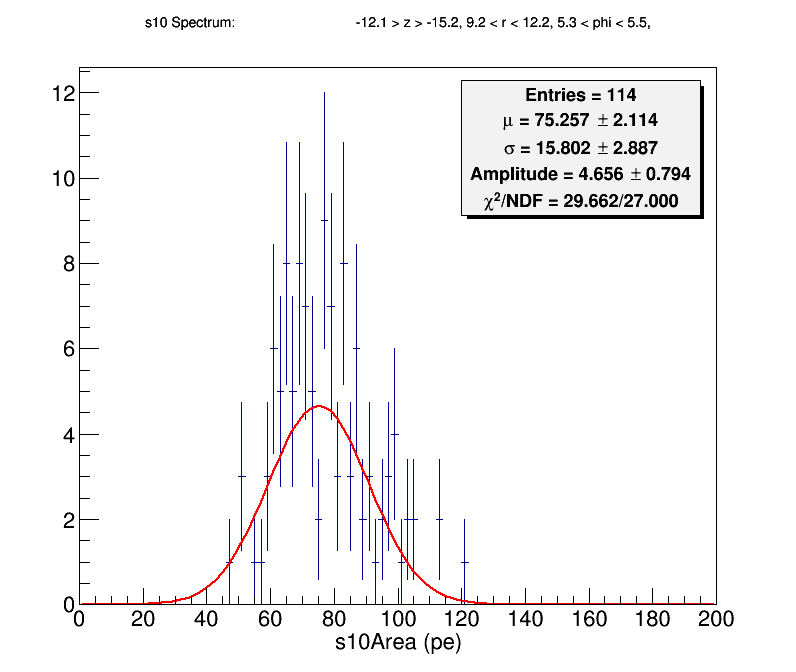 s10 Spectrum: -12.1 > z > -15.2, 9.2 < r < 12.2, 5.3 < phi < 5.5,
Entries = 114
μ = 75.257 ± 2.114
σ = 15.802 ± 2.887
Amplitude = 4.656 ± 0.794
χ²/NDF = 29.662/27.000
12
10
8
6
4
2
0
0 20 40 60 80 100 120 140 160 180 200
s10Area (pe)